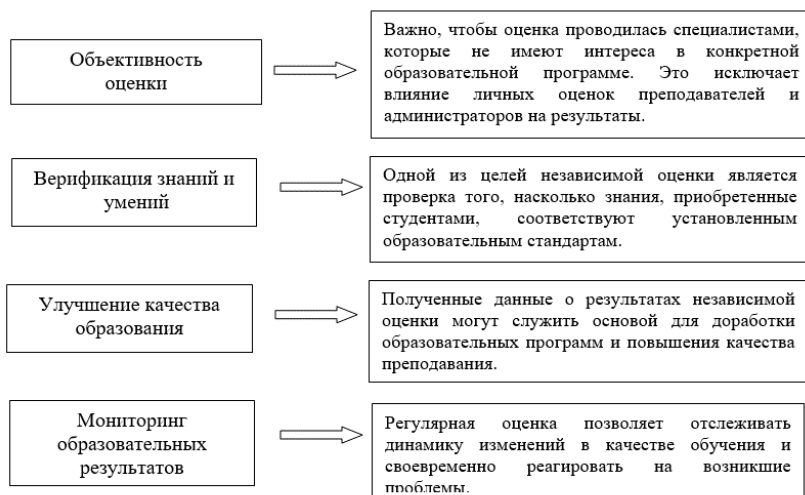 Объективность
оценки
Важно, чтобы оценка проводилась специалистами,
которые не имеют интереса в конкретной
образовательной программе. Это исключает
влияние личных оценок преподавателей и
администраторов на результаты.
Верификация знаний и
умений
Одной из целей независимой оценки является
проверка того, насколько знания, приобретенные
студентами, соответствуют установленным
образовательным стандартам.
Улучшение качества
образования
Полученные данные о результатах независимой
оценки могут служить основой для доработки
образовательных программ и повышения качества
преподавания.
Мониторинг
образовательных
результатов
Регулярная оценка позволяет отслеживать
динамику изменений в качестве обучения и
своевременно реагировать на возникшие
проблемы.